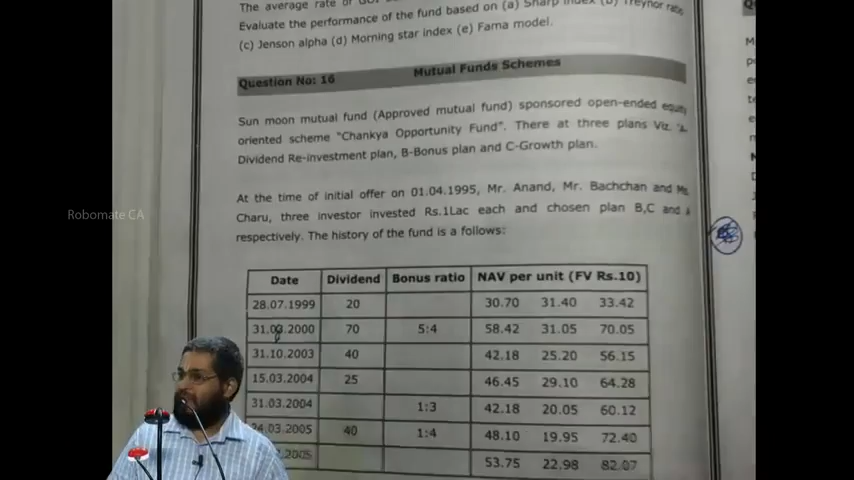 The average rate of
Evaluate the performance of the fund based on (a) Sharp Index (b) Treynor ratio
(c) Jenson alpha (d) Morning star index (e) Fama model.
Question No: 16 Mutual Funds Schemes
Sun moon mutual fund (Approved mutual fund) sponsored open-ended equity
oriented scheme "Chankya Opportunity Fund". There at three plans Viz. 'A-
Dividend Re-investment plan, B-Bonus plan and C-Growth plan.
At the time of initial offer on 01.04.1995, Mr. Anand, Mr. Bachchan and Ms.
Charu, three investor invested Rs.1Lac each and chosen plan B,C and A
respectively. The history of the fund is a follows:
Date Dividend Bonus ratio NAV per unit (FV Rs.10)
28.07.1999 20 30.70 31.40 33.42
31.03.2000 70 5:4 58.42 31.05 70.05
31.10.2003 40 42.18 25.20 56.15
15.03.2004 25 46.45 29.10 64.28
31.03.2004 1:3 42.18 20.05 60.12
24.03.2005 40 1:4 48.10 19.95 72.40
.2005 53.75 22.98 82.07
Robomate CA